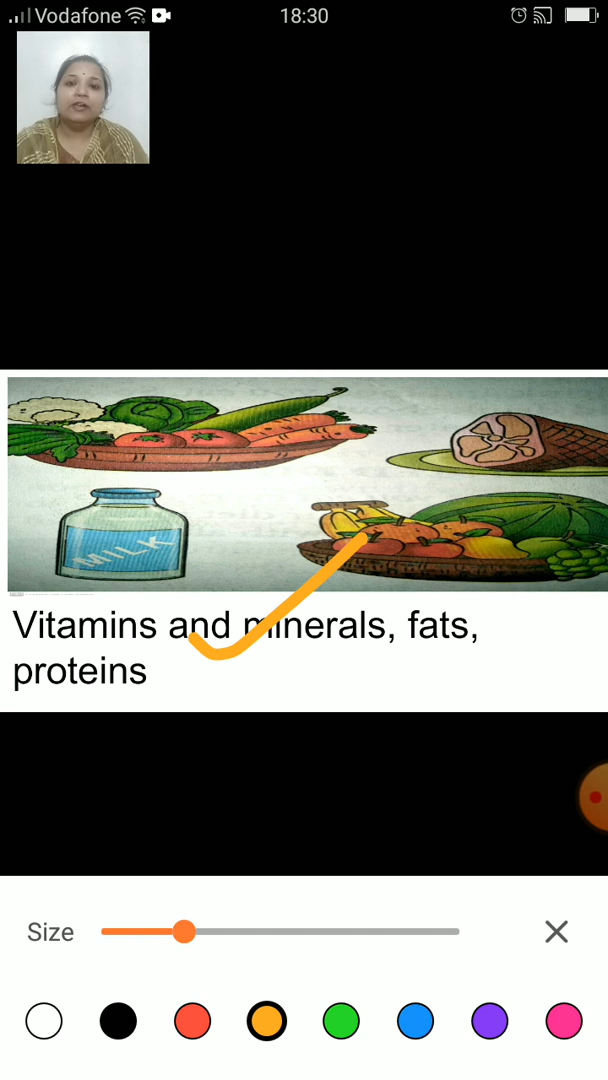 Vodafone 18:30
MILK
Vitamins and minerals, fats,
proteins
Size